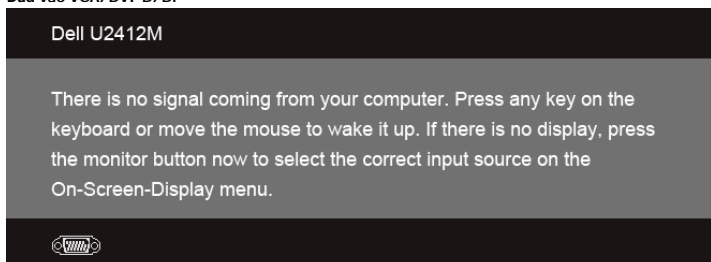 Dell U2412M
There is no signal coming from your computer. Press any key on the
keyboard or move the mouse to wake it up. If there is no display, press
the monitor button now to select the correct input source on the
On-Screen-Display menu.